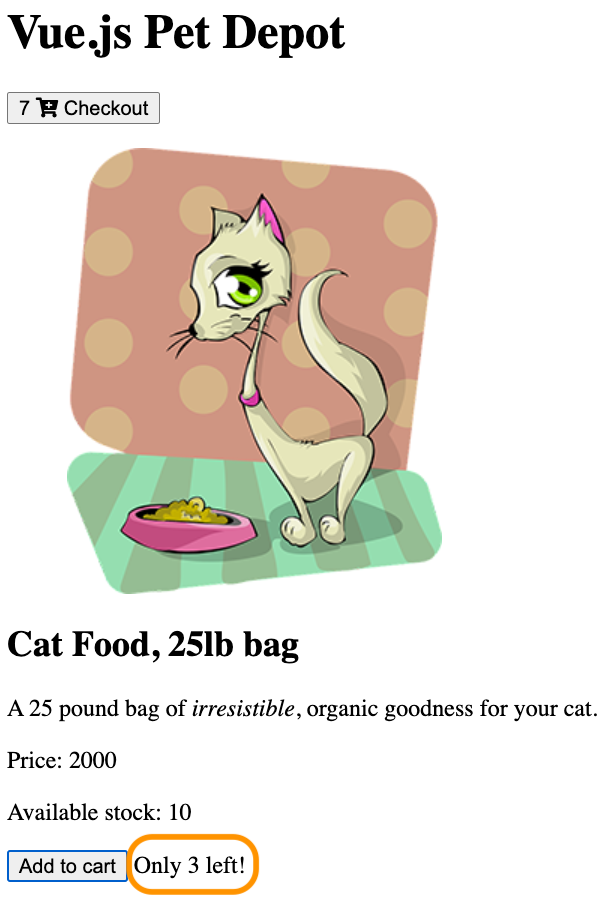 Vue.js Pet Depot
7 Checkout
Cat Food, 25lb bag
A 25 pound bag of irresistible, organic goodness for your cat.
Price: 2000
Available stock: 10
Add to cart Only 3 left!